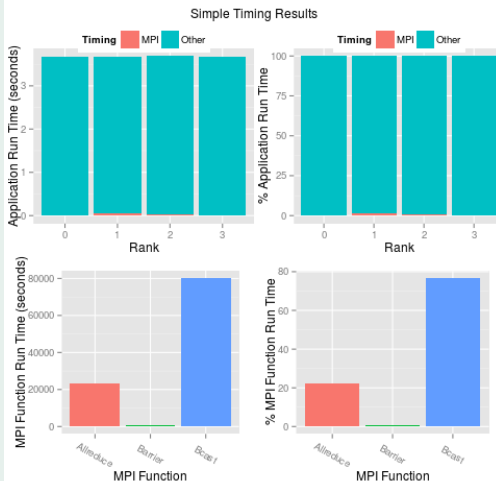 Simple Timing Results
Timing MPI Other
Application Run Time (seconds)
3
2
1
0
0 1 2 3
Rank
Timing MPI Other
% Application Run Time
100
75
50
25
0
0 1 2 3
Rank
MPI Function Run Time (seconds)
80000
60000
40000
20000
0
Allreduce Barrier Bcast
MPI Function
% MPI Function Run Time
80
60
40
20
0
Allreduce Barrier Bcast
MPI Function